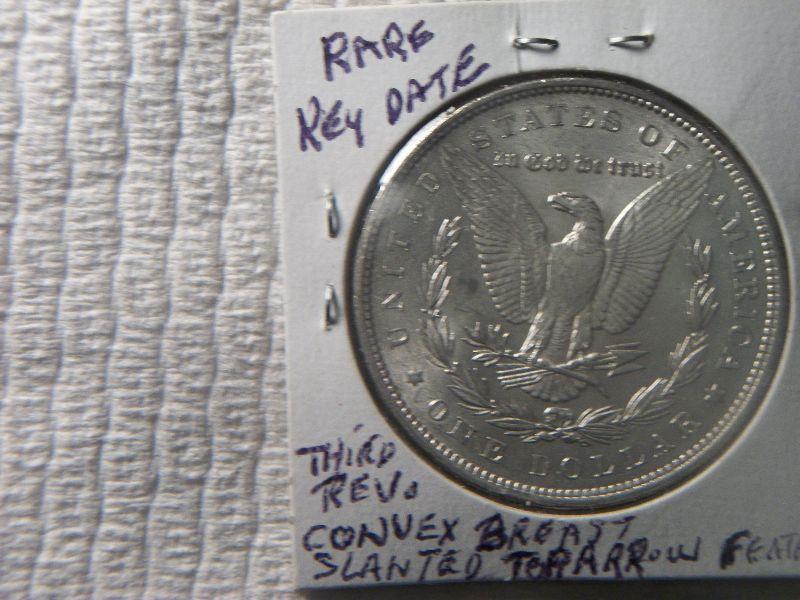 RARE
KEY DATE
UNITED STATES OF AMERICA
In God we trust
ONE DOLLAR
THIRD
REV.
CONVEX BREAST
SLANTED TOP ARROW FEAT